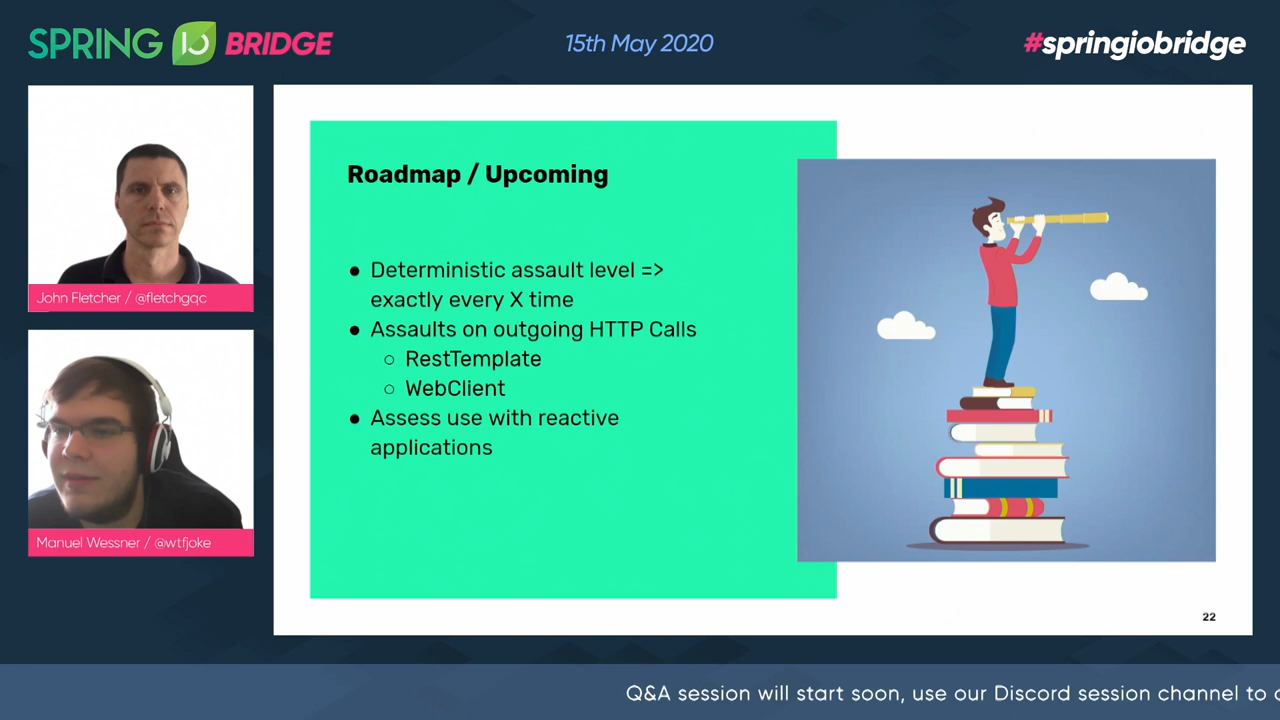 SPRING IO BRIDGE
15th May 2020
#springiobridge
John Fletcher / @fletchgqc
Manuel Wessner / @wtfjoke
Roadmap / Upcoming
● Deterministic assault level =>
exactly every X time
● Assaults on outgoing HTTP Calls
○ RestTemplate
○ WebClient
● Assess use with reactive
applications
22
Q&A session will start soon, use our Discord session channel to